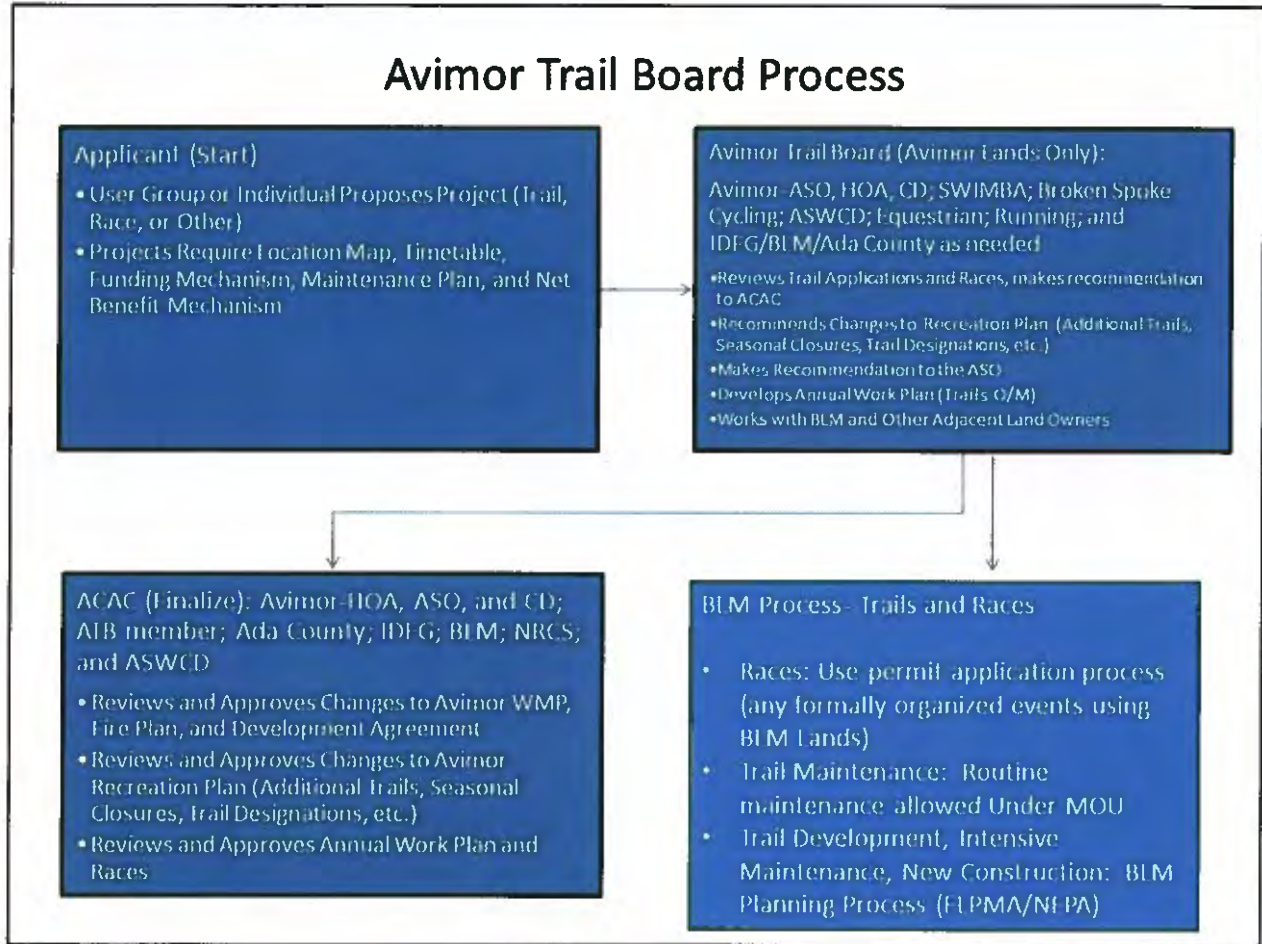 Avimor Trail Board Process
Applicant (Start)
• User Group or Individual Proposes Project (Trail,
Race, or Other)
• Projects Require Location Map, Timetable,
Funding Mechanism, Maintenance Plan, and Net
Benefit Mechanism
Avimor Trail Board (Avimor Lands Only):
Avimor-ASO, HOA, CD; SWIMBA; Broken Spoke
Cycling; ASWCD; Equestrian; Running; and
IDFG/BLM/Ada County as needed
•Reviews Trail Applications and Races, makes recommendation
to ACAC
•Recommends Changes to Recreation Plan (Additional Trails,
Seasonal Closures, Trail Designations, etc.)
•Makes Recommendation to the ASO
•Develops Annual Work Plan (Trails O/M)
•Works with BLM and Other Adjacent Land Owners
ACAC (Finalize): Avimor-HOA, ASO, and CD;
ATB member; Ada County; IDFG; BLM; NRCS;
and ASWCD
• Reviews and Approves Changes to Avimor WMP,
Fire Plan, and Development Agreement
• Reviews and Approves Changes to Avimor
Recreation Plan (Additional Trails, Seasonal
Closures, Trail Designations, etc.)
• Reviews and Approves Annual Work Plan and
Races
BLM Process- Trails and Races
• Races: Use permit application process
(any formally organized events using
BLM Lands)
• Trail Maintenance: Routine
maintenance allowed Under MOU
• Trail Development, Intensive
Maintenance, New Construction: BLM
Planning Process (FLPMA/NEPA)